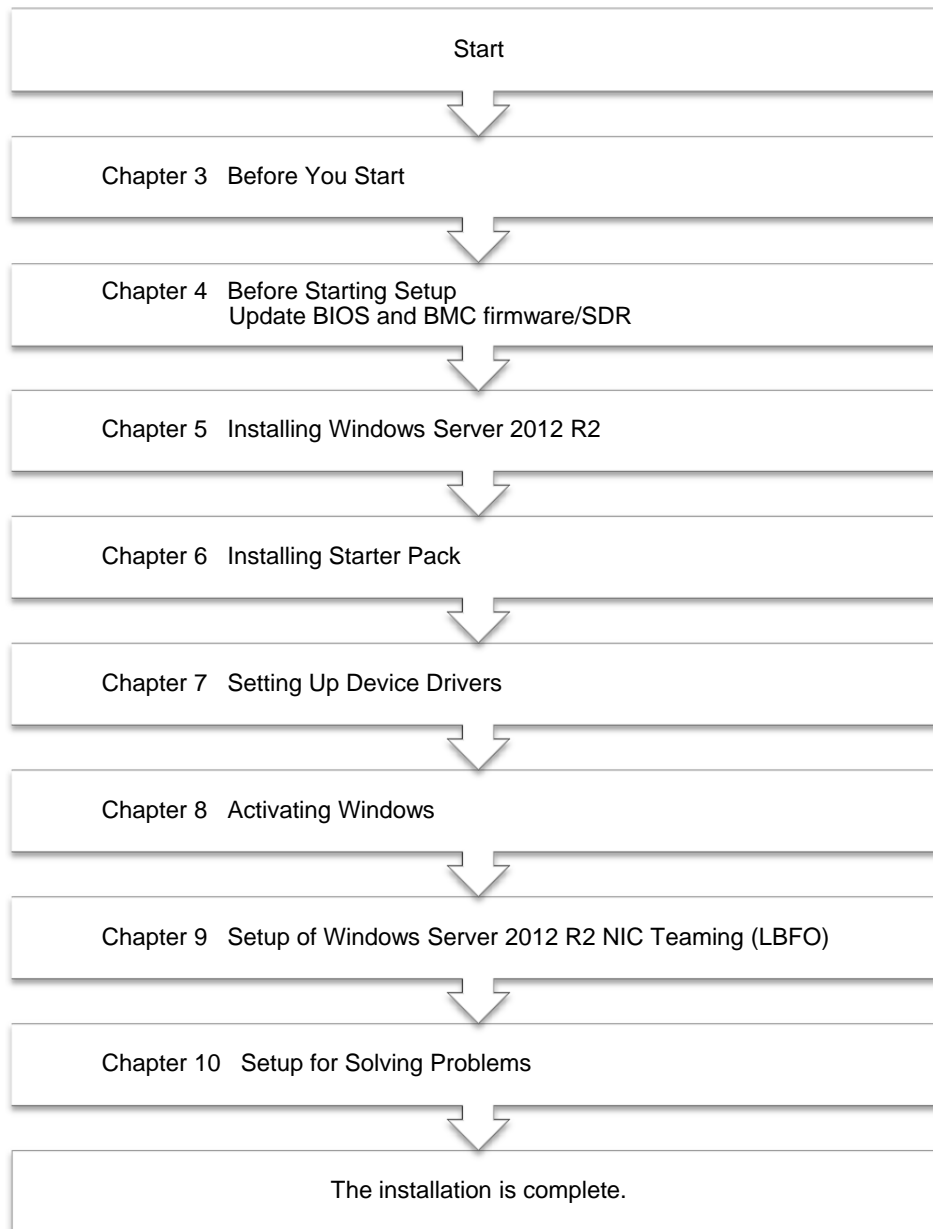 Start
Chapter 3 Before You Start
Chapter 4 Before Starting Setup
Update BIOS and BMC firmware/SDR
Chapter 5 Installing Windows Server 2012 R2
Chapter 6 Installing Starter Pack
Chapter 7 Setting Up Device Drivers
Chapter 8 Activating Windows
Chapter 9 Setup of Windows Server 2012 R2 NIC Teaming (LBFO)
Chapter 10 Setup for Solving Problems
The installation is complete.